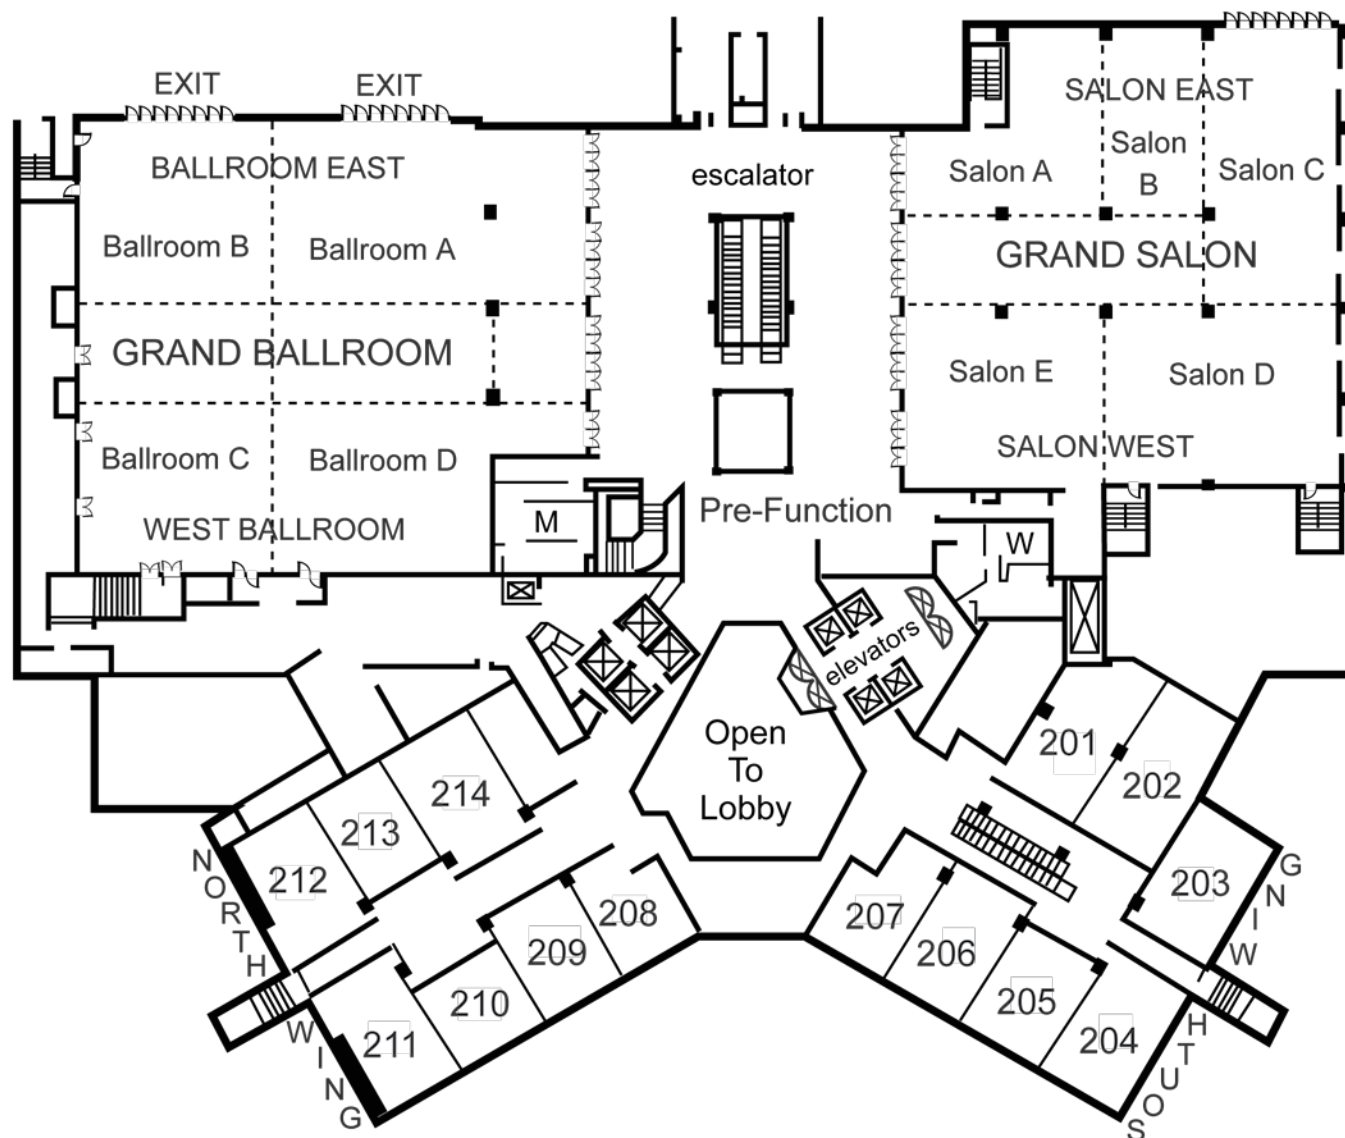 EXIT
EXIT
BALLROOM EAST
Ballroom B
Ballroom A
GRAND BALLROOM
Ballroom C
Ballroom D
WEST BALLROOM
M
escalator
Pre-Function
SALON EAST
Salon A
Salon
B
Salon C
GRAND SALON
Salon E
Salon D
SALON WEST
W
elevators
Open
To
Lobby
201
202
203
204
205
206
207
208
209
210
211
212
213
214
NORTH WING
SOUTH WING